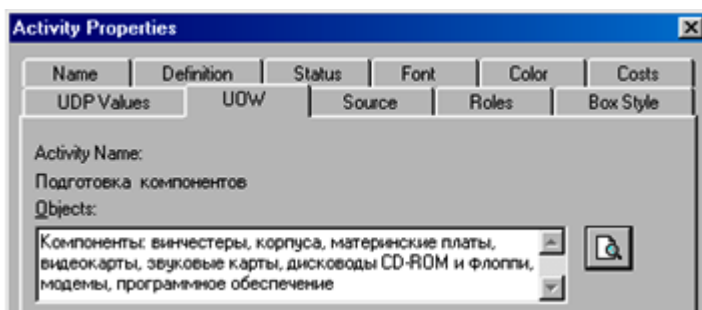 Activity Properties
Name Definition Status Font Color Costs
UDP Values UOW Source Roles Box Style
Activity Name:
Подготовка компонентов
Objects:
Компоненты: винчестеры, корпуса, материнские платы,
видеокарты, звуковые карты, дисководы CD-ROM и флоппи,
модемы, программное обеспечение